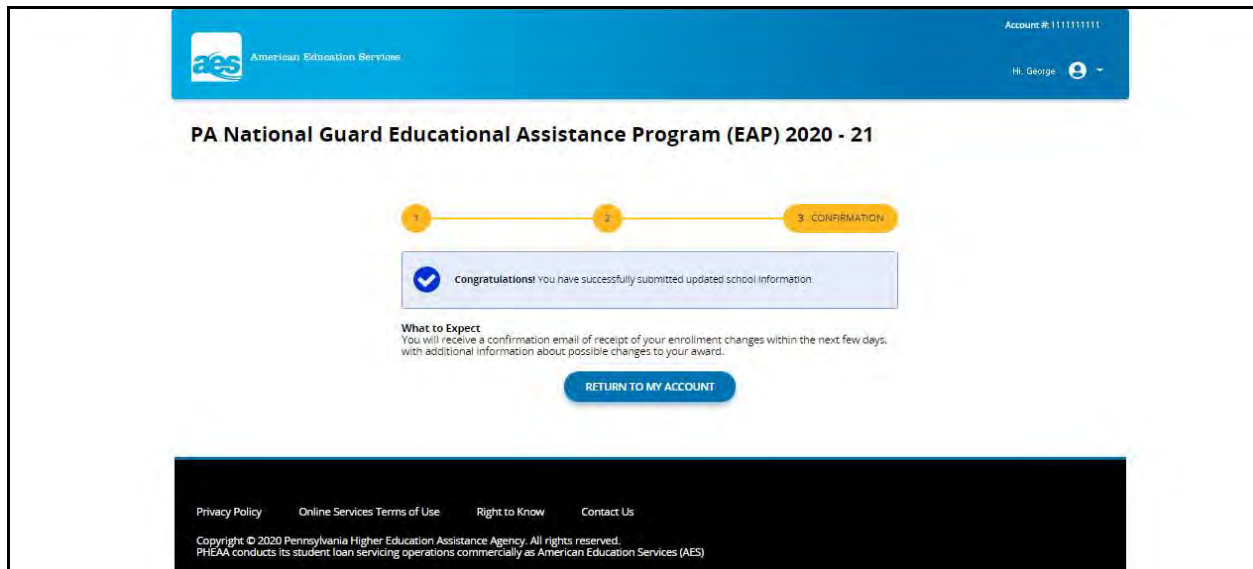 Account #: 1111111111
aes American Education Services
Hi, George
PA National Guard Educational Assistance Program (EAP) 2020 - 21
1 2 3 CONFIRMATION
Congratulations! You have successfully submitted updated school information.
What to Expect
You will receive a confirmation email of receipt of your enrollment changes within the next few days,
with additional information about possible changes to your award.
RETURN TO MY ACCOUNT
Privacy Policy Online Services Terms of Use Right to Know Contact Us
Copyright © 2020 Pennsylvania Higher Education Assistance Agency. All rights reserved.
PHEAA conducts its student loan servicing operations commercially as American Education Services (AES)